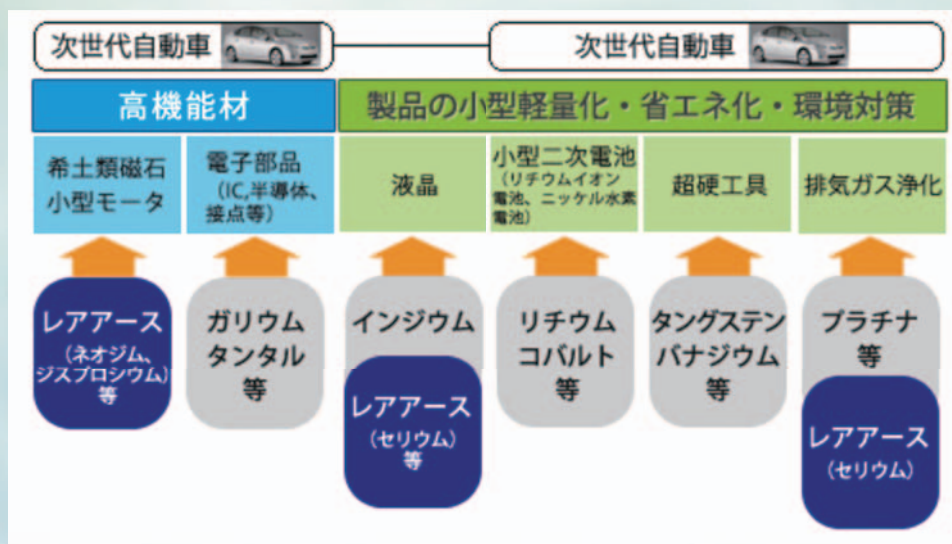 次世代自動車
次世代自動車
高機能材
製品の小型軽量化・省エネ化・環境対策
希土類磁石
小型モータ
電子部品
（IC,半導体、
接点等）
液晶
小型二次電池
（リチウムイオン
電池、ニッケル水素
電池）
超硬工具
排気ガス浄化
レアアース
（ネオジム、
ジスプロシウム）
等
ガリウム
タンタル
等
インジウム
レアアース
（セリウム）
等
リチウム
コバルト
等
タングステン
バナジウム
等
プラチナ
等
レアアース
（セリウム）